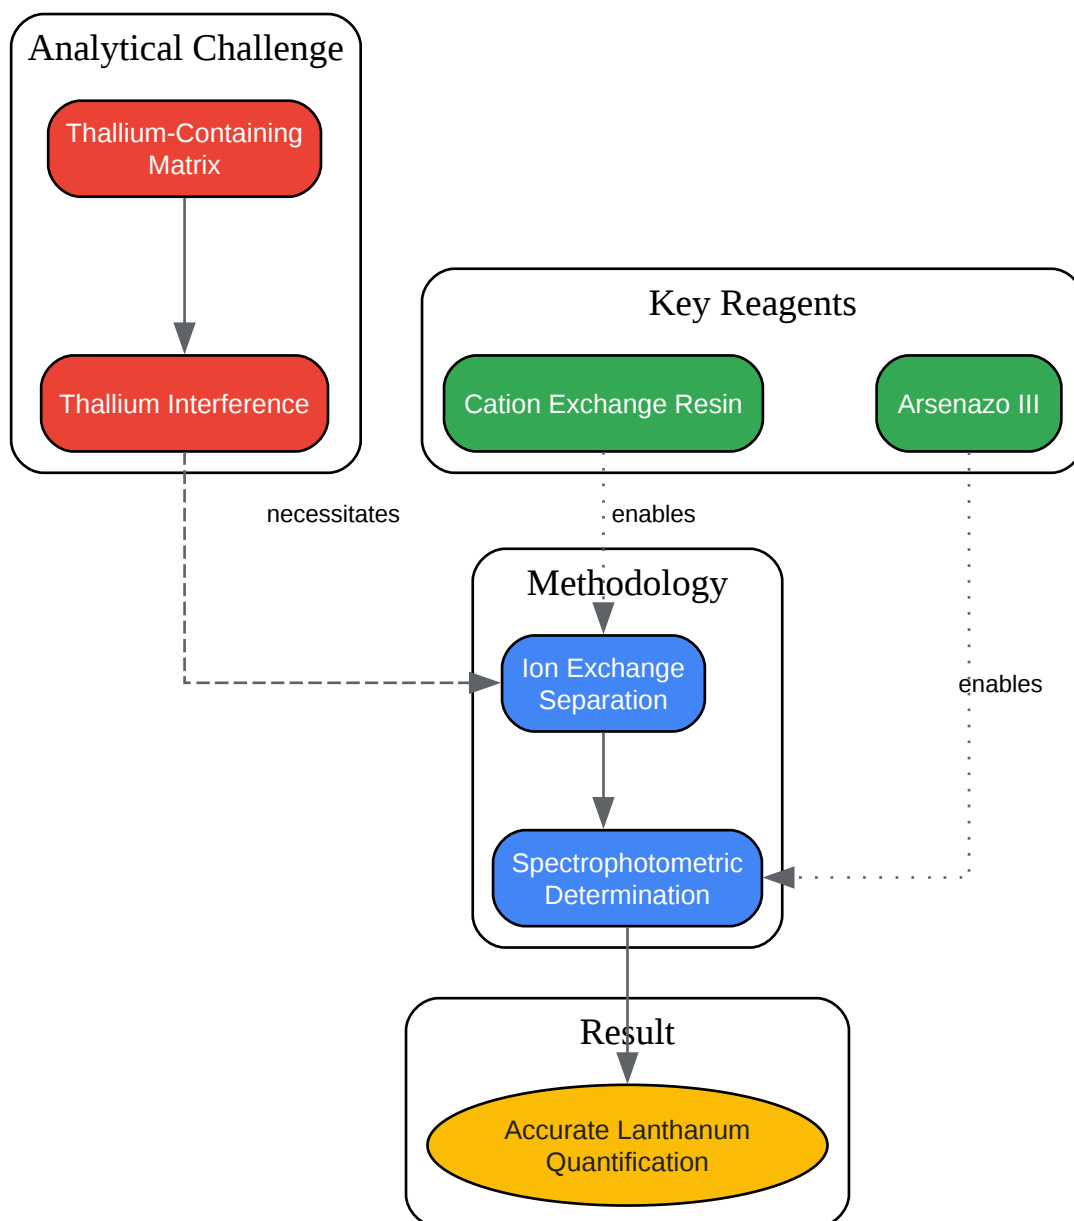 Analytical Challenge
Thallium-Containing
Matrix
Thallium Interference
Key Reagents
Cation Exchange Resin
Arsenazo III
necessitates
enables
Methodology
Ion Exchange
Separation
enables
Spectrophotometric
Determination
Result
Accurate Lanthanum
Quantification